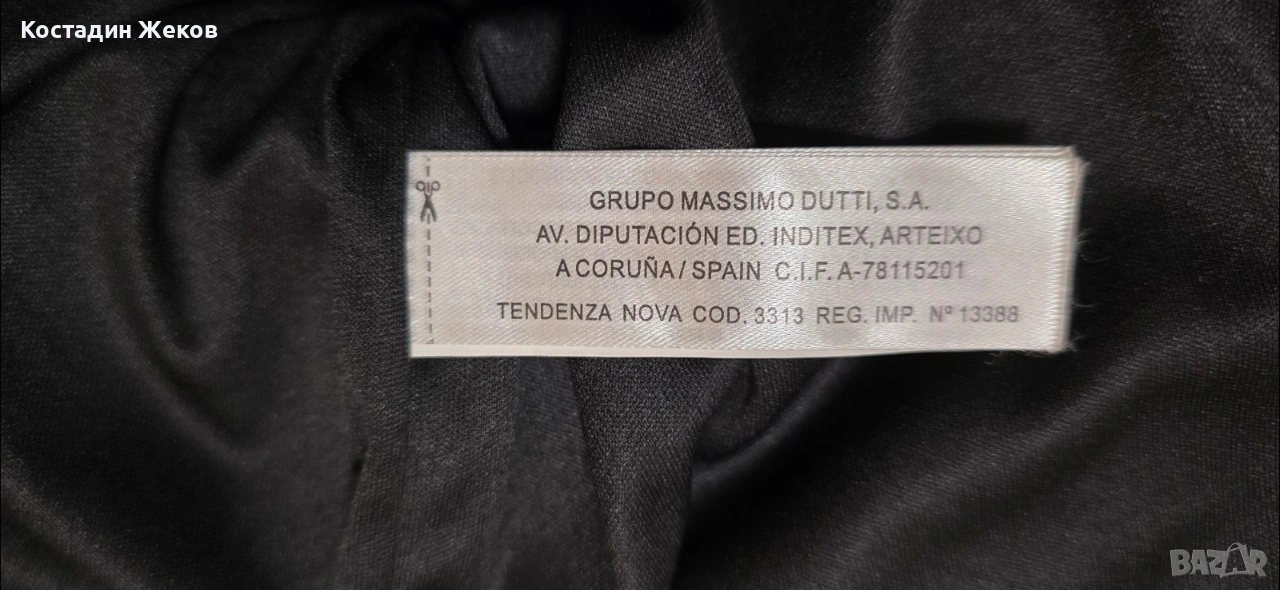 Костадин Жеков
GRUPO MASSIMO DUTTI, S.A.
AV. DIPUTACIÓN ED. INDITEX, ARTEIXO
A CORUÑA / SPAIN C.I.F. A-78115201
TENDENZA NOVA COD. 3313 REG. IMP. Nº 13388
BAZAR